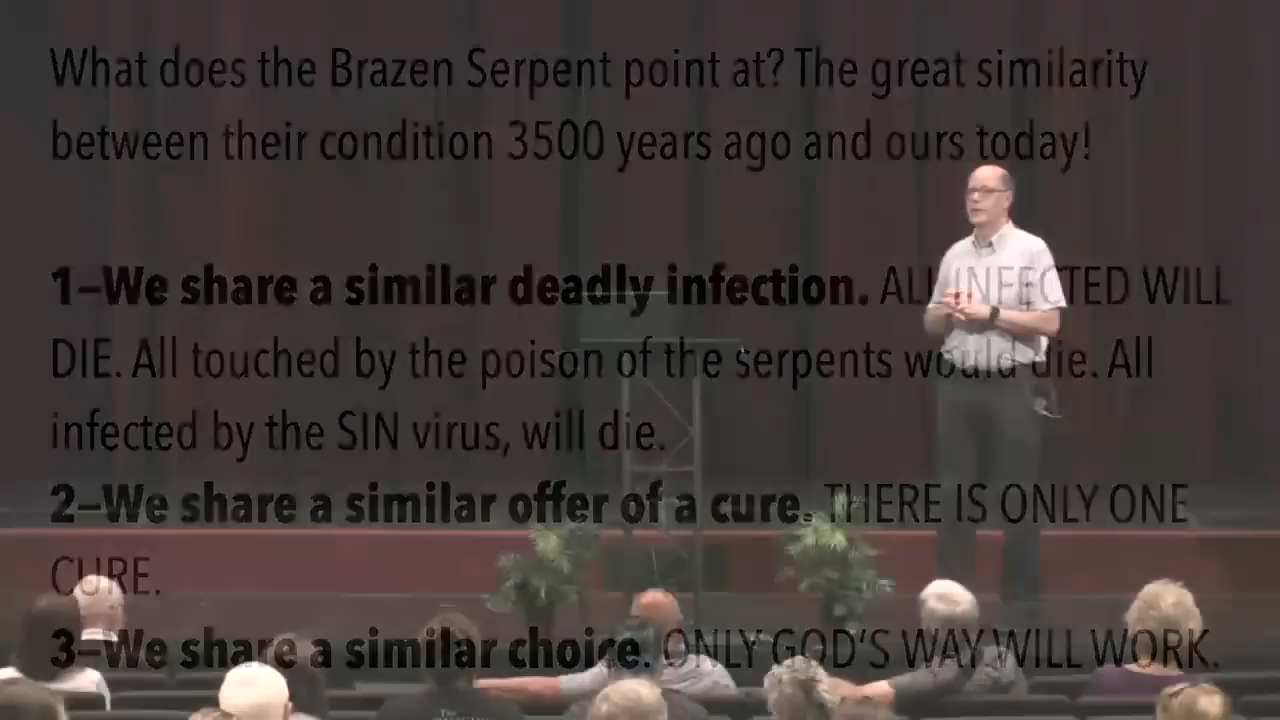 What does the Brazen Serpent point at? The great similarity
between their condition 3500 years ago and ours today!
1–We share a similar deadly infection. ALL INFECTED WILL
DIE. All touched by the poison of the serpents would die. All
infected by the SIN virus, will die.
2–We share a similar offer of a cure. THERE IS ONLY ONE
CURE.
3–We share a similar choice. ONLY GOD'S WAY WILL WORK.
The